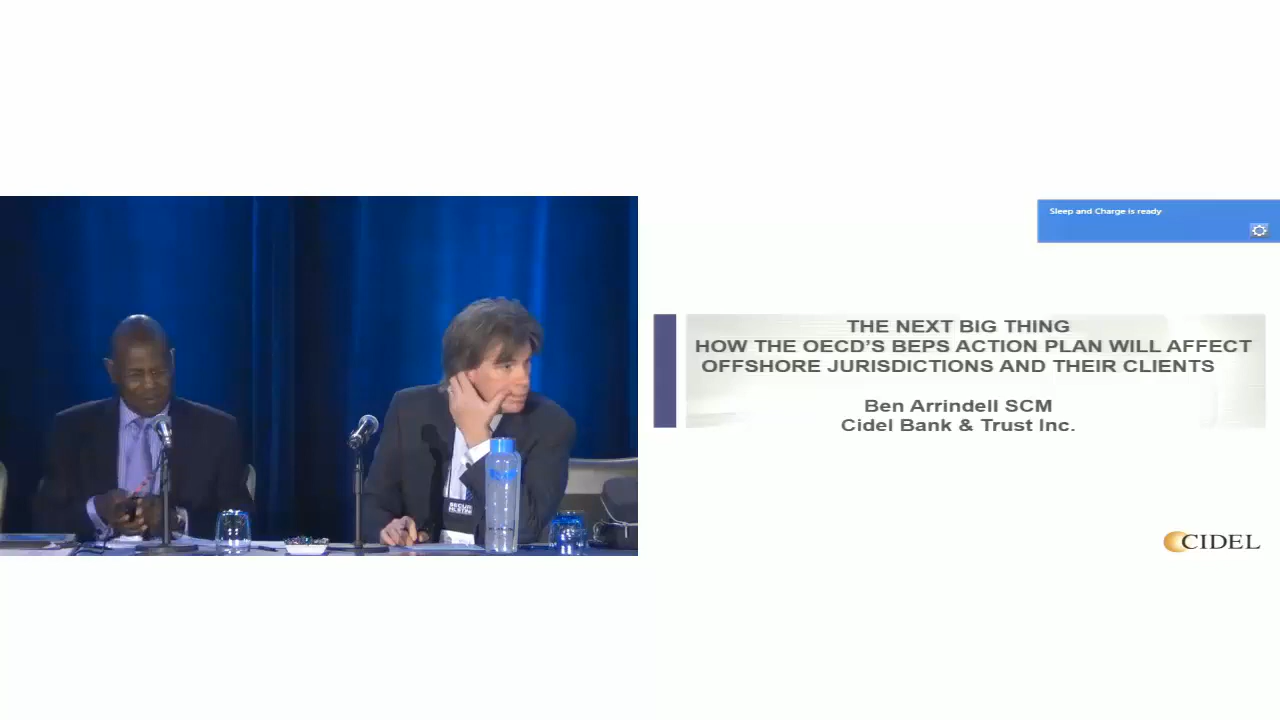 Sleep and Charge is ready
THE NEXT BIG THING
HOW THE OECD'S BEPS ACTION PLAN WILL AFFECT
OFFSHORE JURISDICTIONS AND THEIR CLIENTS
Ben Arrindell SCM
Cidel Bank & Trust Inc.
CIDEL